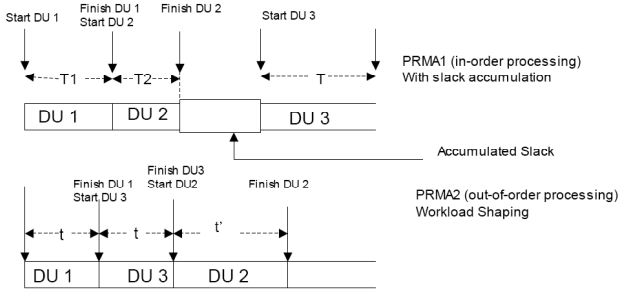 Start DU 1
Finish DU 1
Start DU 2
Finish DU 2
Start DU 3
T1
T2
T
PRMA1 (in-order processing)
With slack accumulation
DU 1
DU 2
DU 3
Accumulated Slack
Finish DU 1
Start DU 3
Finish DU3
Start DU2
Finish DU 2
PRMA2 (out-of-order processing)
Workload Shaping
t
t
t'
DU 1
DU 3
DU 2